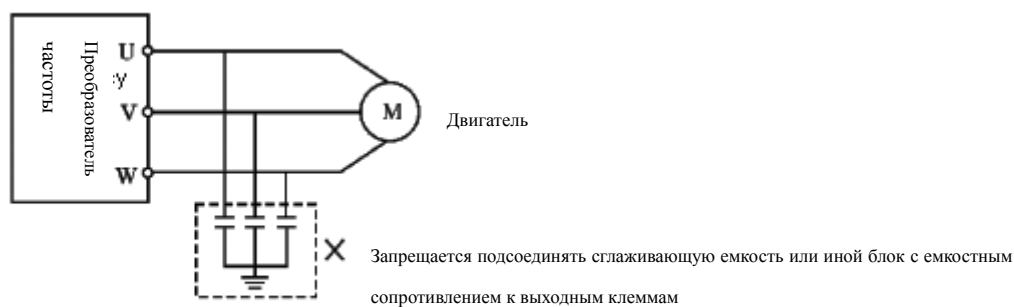 Преобразователь
частоты
U
:у
V
W
M
Двигатель
Запрещается подсоединять сглаживающую емкость или иной блок с емкостным
сопротивлением к выходным клеммам